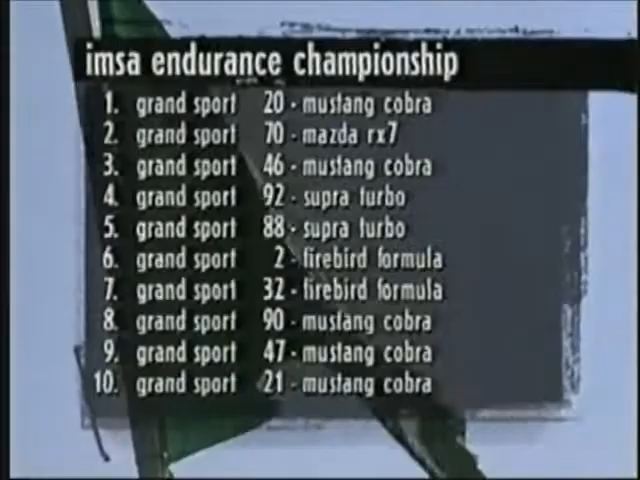 imsa endurance championship
1. grand sport 20 - mustang cobra
2. grand sport 70 - mazda rx7
3. grand sport 46 - mustang cobra
4. grand sport 92 - supra turbo
5. grand sport 88 - supra turbo
6. grand sport 2 - firebird formula
7. grand sport 32 - firebird formula
8. grand sport 90 - mustang cobra
9. grand sport 47 - mustang cobra
10. grand sport 21 - mustang cobra